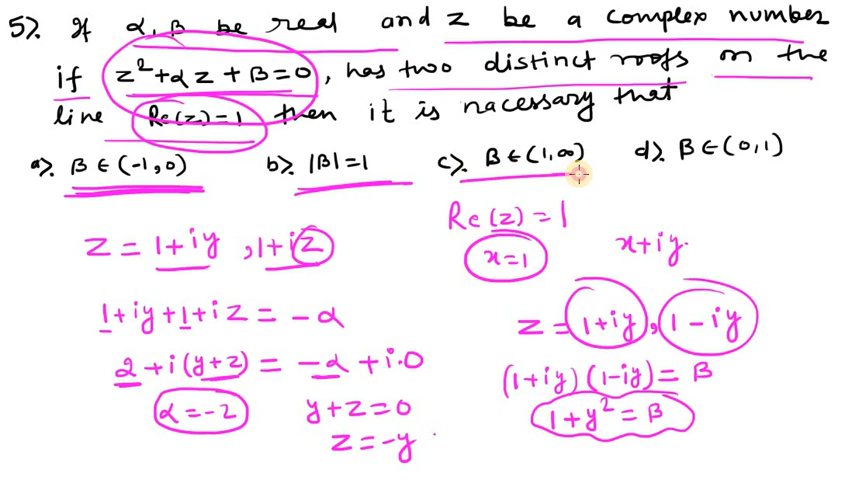 5). If α, β be real and z be a complex number
if z²+αz+β=0, has two distinct roots on the
line Re(z)=1 then it is nacessary that
a). β∈(-1,0) b). |β|=1 c). β∈(1,∞) d). β∈(0,1)
Re(z)=1
x=1
x+iy.
z = 1+iy, 1+iz
1+iy+1+iz = -α
2+i(y+z) = -α+i.0
α=-2
y+z=0
z=-y
z = 1+iy, 1-iy
(1+iy)(1-iy)=β
1+y²=β